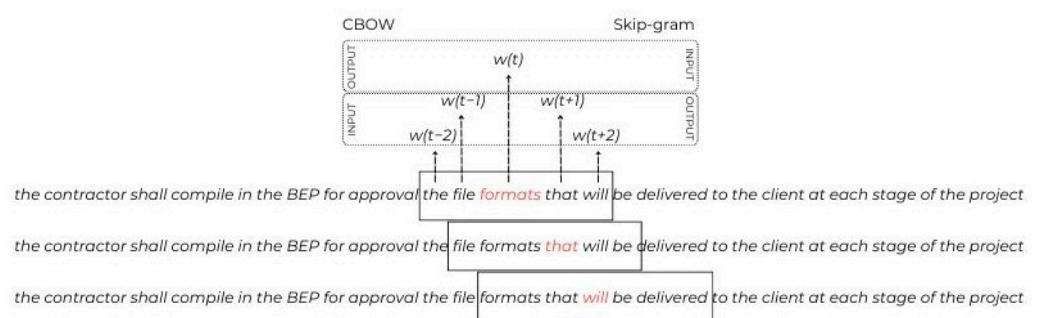 CBOW Skip-gram
OUTPUT w(t) INPUT
INPUT w(t−1) w(t+1) OUTPUT
w(t−2) w(t+2)
the contractor shall compile in the BEP for approval the file formats that will be delivered to the client at each stage of the project
the contractor shall compile in the BEP for approval the file formats that will be delivered to the client at each stage of the project
the contractor shall compile in the BEP for approval the file formats that will be delivered to the client at each stage of the project